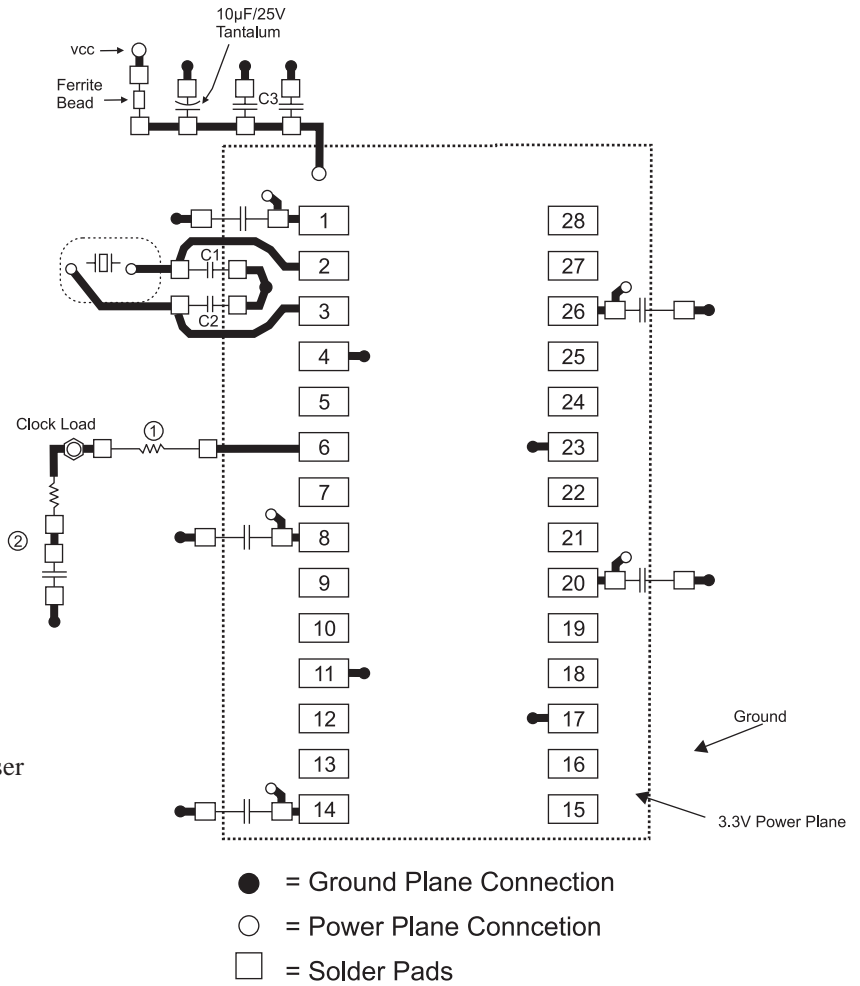 10µF/25V
Tantalum
vcc
Ferrite
Bead
C3
1
28
C1
2
27
C2
3
26
4
25
5
24
Clock Load
1
6
23
7
22
2
8
21
9
20
10
19
11
18
12
17
Ground
ser
13
16
14
15
3.3V Power Plane
= Ground Plane Connection
= Power Plane Conncetion
= Solder Pads